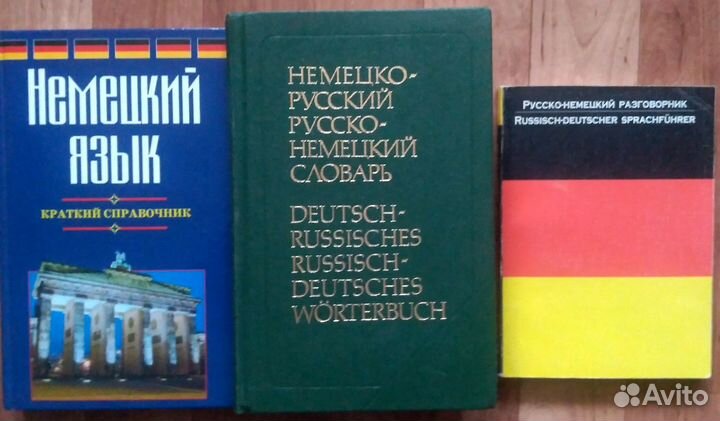 Немецкий
язык
КРАТКИЙ СПРАВОЧНИК
НЕМЕЦКО-
РУССКИЙ
РУССКО-
НЕМЕЦКИЙ
СЛОВАРЬ
DEUTSCH-
RUSSISCHES
RUSSISCH-
DEUTSCHES
WÖRTERBUCH
РУССКО-НЕМЕЦКИЙ РАЗГОВОРНИК
RUSSISCH-DEUTSCHER SPRACHFÜHRER
Avito